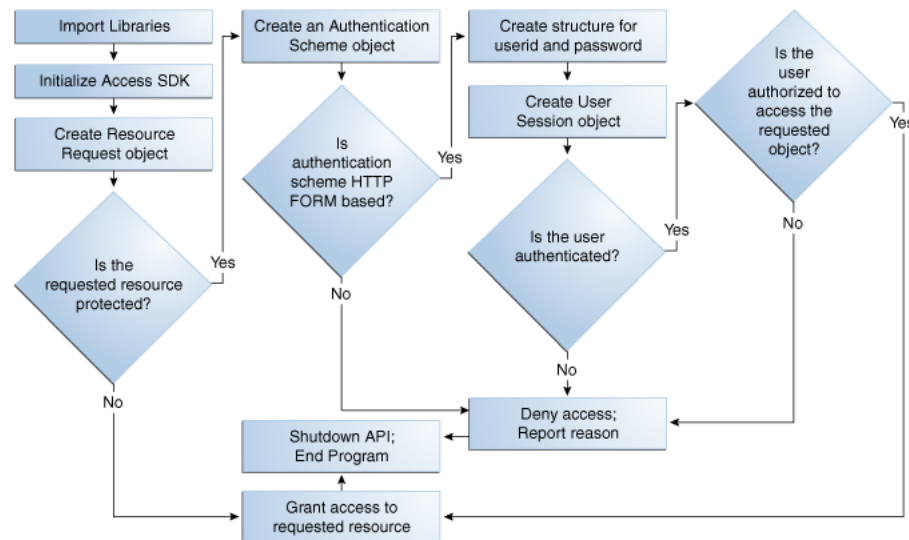 Import Libraries
Initialize Access SDK
Create Resource
Request object
Is the
requested resource
protected?
Yes
No
Create an Authentication
Scheme object
Is
authentication
scheme HTTP
FORM based?
Yes
No
Create structure for
userid and password
Create User
Session object
Is the user
authenticated?
Yes
No
Is the
user
authorized to
access the
requested
object?
Yes
No
Deny access;
Report reason
Shutdown API;
End Program
Grant access to
requested resource